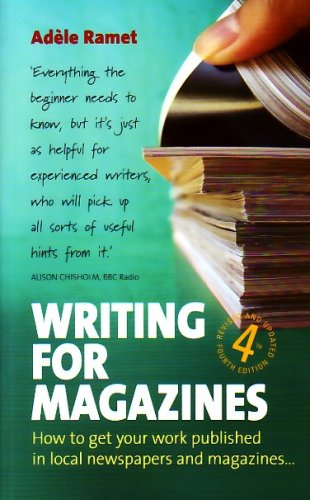 Adèle Ramet
'Everything the
beginner needs to
know, but it's just
as helpful for
experienced writers,
who will pick up
all sorts of useful
hints from it.'
ALISON CHISHOLM, BBC Radio
WRITING
FOR
MAGAZINES
REVISED AND UPDATED
4TH
FOURTH EDITION
How to get your work published
in local newspapers and magazines...